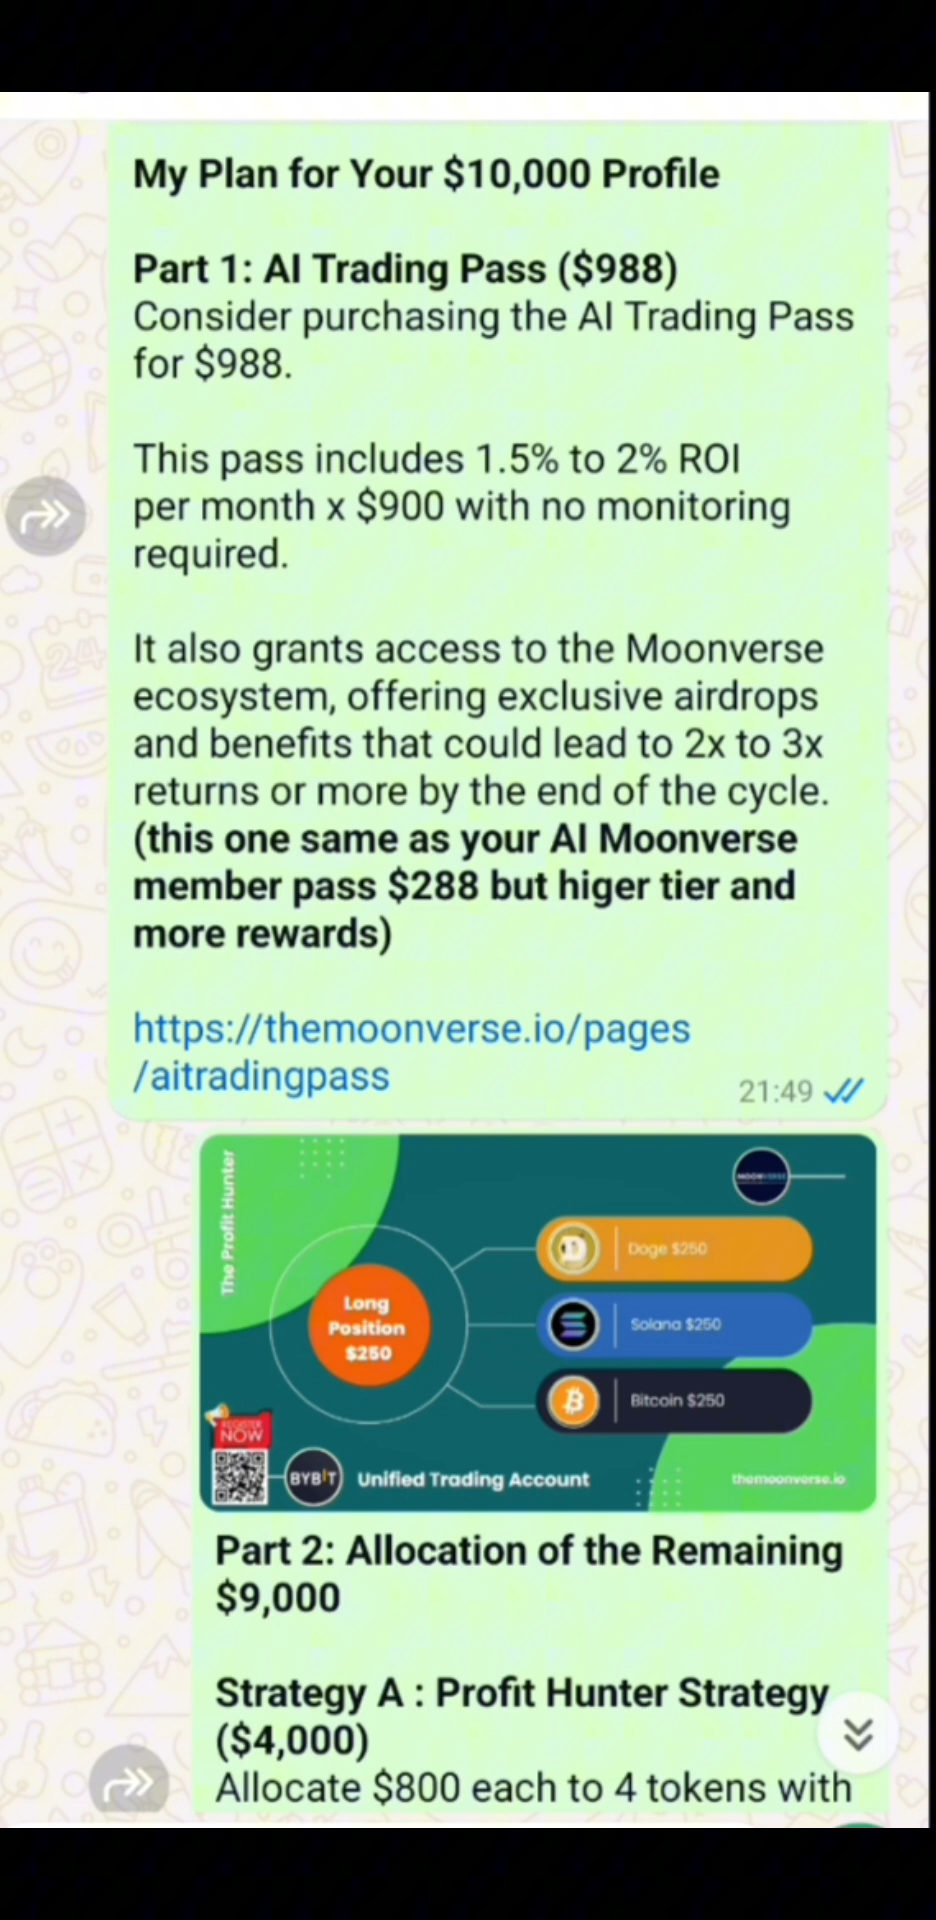 My Plan for Your $10,000 Profile
Part 1: AI Trading Pass ($988)
Consider purchasing the AI Trading Pass
for $988.
This pass includes 1.5% to 2% ROI
per month x $900 with no monitoring
required.
It also grants access to the Moonverse
ecosystem, offering exclusive airdrops
and benefits that could lead to 2x to 3x
returns or more by the end of the cycle.
(this one same as your AI Moonverse
member pass $288 but higer tier and
more rewards)
https://themoonverse.io/pages
/aitradingpass
21:49
The Profit Hunter
MOONVERSE
Long
Position
$250
Doge $250
Solana $250
Bitcoin $250
REGISTER
NOW
BYBIT
Unified Trading Account
themoonverse.io
Part 2: Allocation of the Remaining
$9,000
Strategy A : Profit Hunter Strategy
($4,000)
Allocate $800 each to 4 tokens with